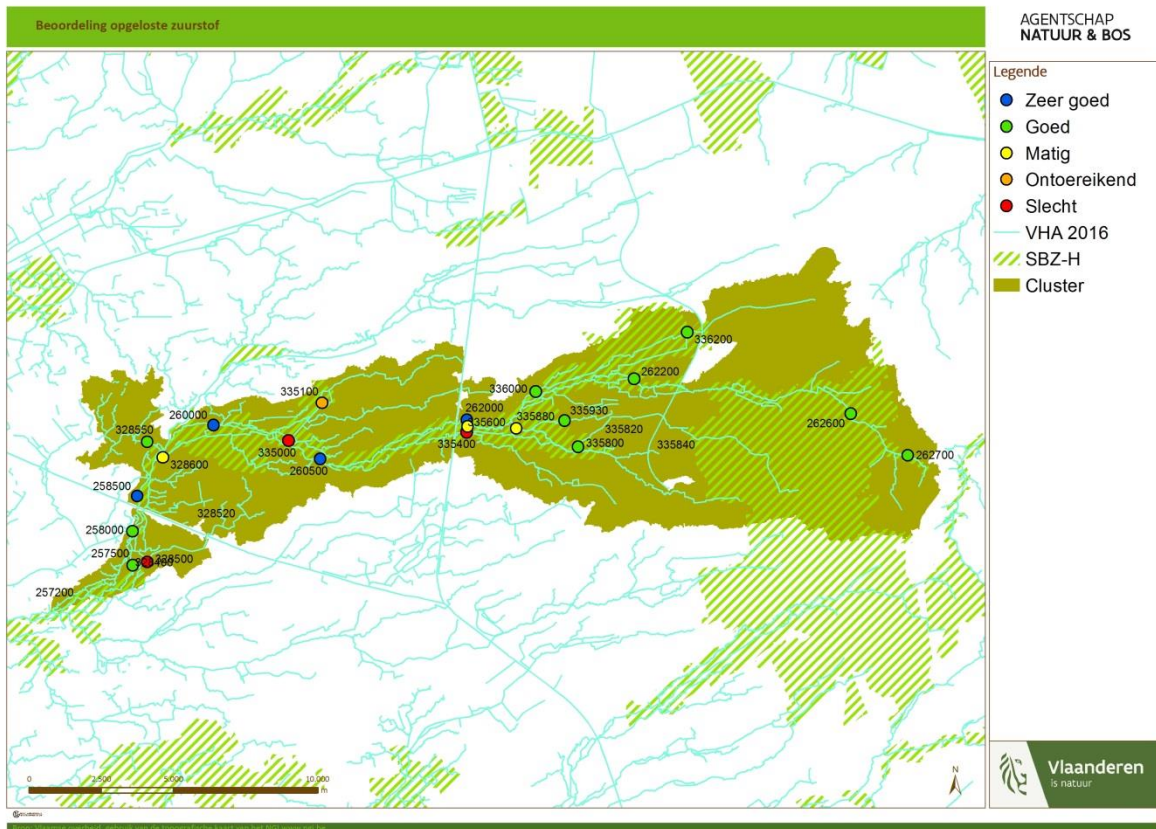 Beoordeling opgeloste zuurstof
AGENTSCHAP
NATUUR & BOS
Legende
Zeer goed
Goed
Matig
Ontoereikend
Slecht
VHA 2016
SBZ-H
Cluster
336200
262200
335100
336000
260000
262000
335930
335880
335600
335820
262600
328550
335000
335400
335800
335840
262700
328600
260500
258500
328520
258000
257500
328500
257200
0
2.500
5.000
10.000
m
N
Vlaanderen
is natuur